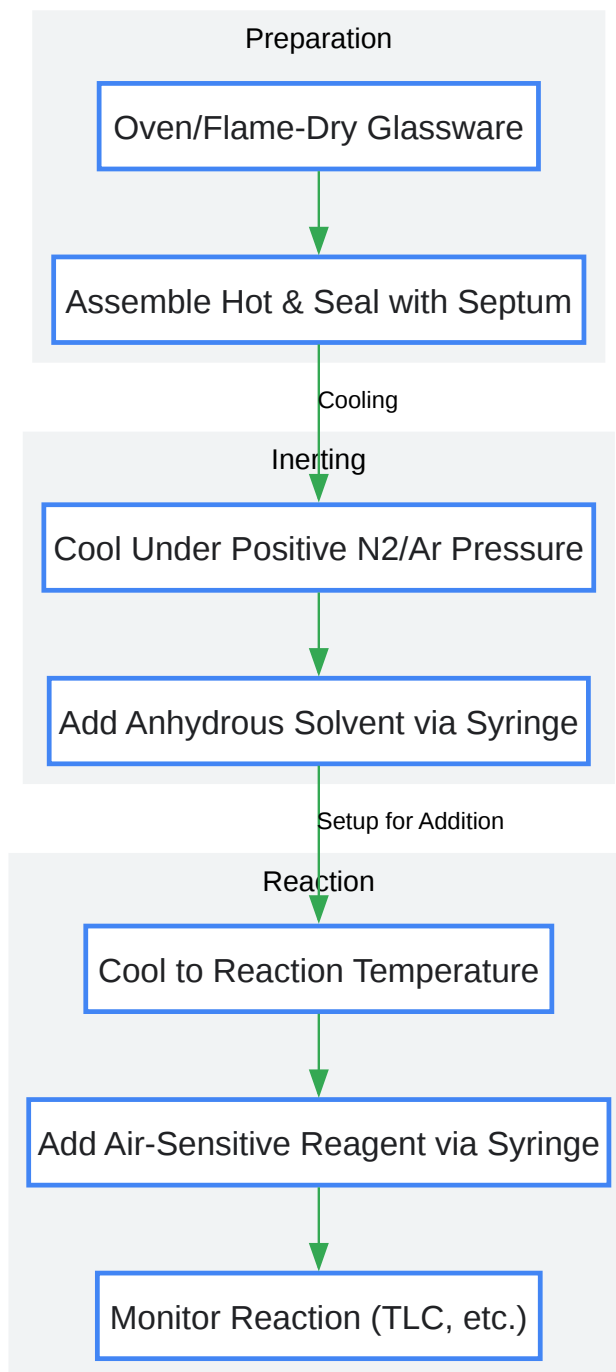 Preparation
Oven/Flame-Dry Glassware
Assemble Hot & Seal with Septum
Cooling
Inerting
Cool Under Positive N2/Ar Pressure
Add Anhydrous Solvent via Syringe
Setup for Addition
Reaction
Cool to Reaction Temperature
Add Air-Sensitive Reagent via Syringe
Monitor Reaction (TLC, etc.)